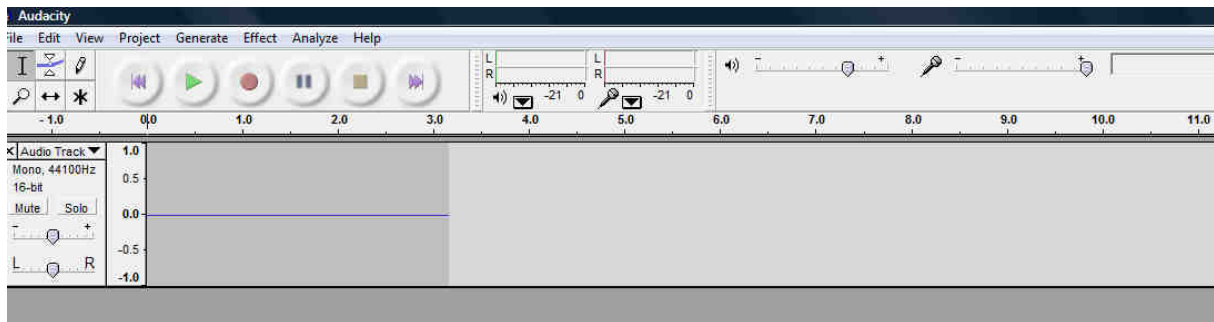 Audacity
File Edit View Project Generate Effect Analyze Help
L
R
-21 0
L
R
-21 0
- +
- +
- 1.0 0.0 1.0 2.0 3.0 4.0 5.0 6.0 7.0 8.0 9.0 10.0 11.0
X Audio Track
Mono, 44100Hz
16-bit
Mute Solo
- +
L R
1.0
0.5
0.0
-0.5
-1.0